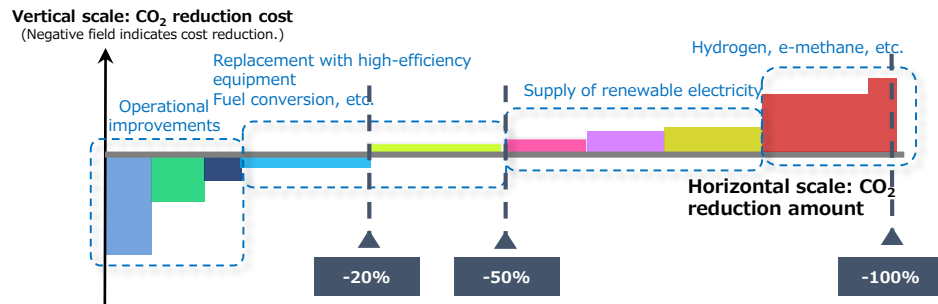 Vertical scale: CO₂ reduction cost
(Negative field indicates cost reduction.)
Hydrogen, e-methane, etc.
Replacement with high-efficiency
equipment
Fuel conversion, etc.
Supply of renewable electricity
Operational
improvements
Horizontal scale: CO₂
reduction amount
-20%
-50%
-100%